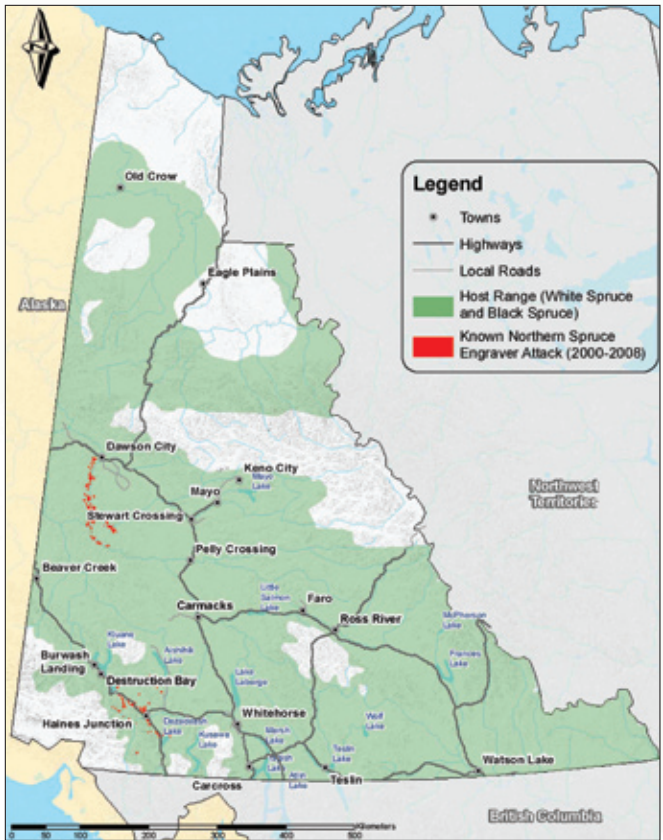 N
Legend
Towns
Highways
Local Roads
Host Range (White Spruce
and Black Spruce)
Known Northern Spruce
Engraver Attack (2000-2008)
Old Crow
Eagle Plains
Alaska
Dawson City
Keno City
Mayo
Lake
Mayo
Northwest
Territories
Stewart Crossing
Pelly Crossing
Beaver Creek
Little
Salmon
Lake
Faro
Carmacks
Ross River
McPherson
Lake
Kluane
Lake
Aishihik
Lake
Frances
Lake
Burwash
Landing
Destruction Bay
Lake
Laberge
Haines Junction
Dezadeash
Lake
Whitehorse
Wolf
Lake
Kusawa
Lake
Marsh
Lake
Teslin
Lake
Watson Lake
Tagish
Lake
Atlin
Lake
Carcross
Teslin
British Columbia
Kilometers
0 50 100 200 300 400 500